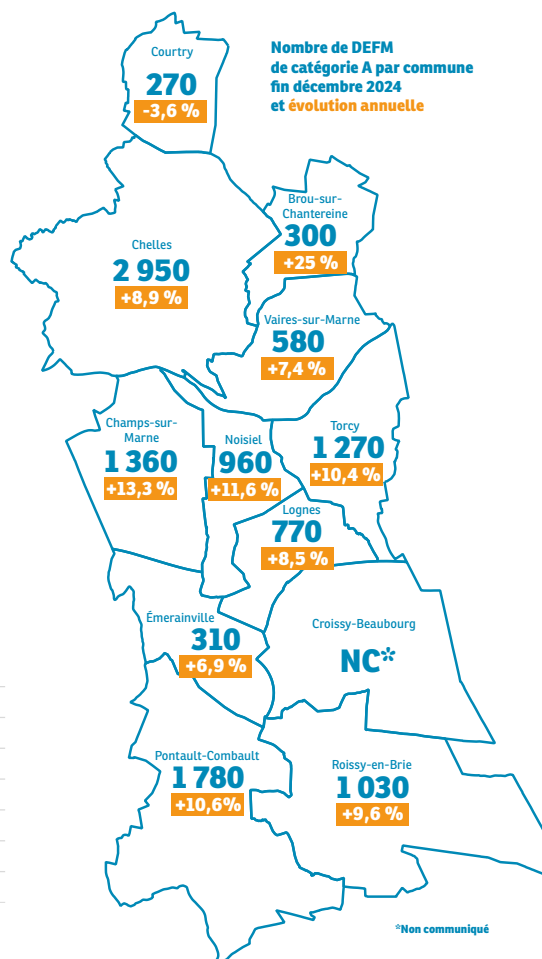 Nombre de DEFM
de catégorie A par commune
fin décembre 2024
et évolution annuelle
Courtry
270
-3,6 %
Brou-sur-
Chantereine
300
+25 %
Chelles
2 950
+8,9 %
Vaires-sur-Marne
580
+7,4 %
Champs-sur-
Marne
1 360
+13,3 %
Noisiel
960
+11,6 %
Torcy
1 270
+10,4 %
Lognes
770
+8,5 %
Émerainville
310
+6,9 %
Croissy-Beaubourg
NC*
Pontault-Combault
1 780
+10,6%
Roissy-en-Brie
1 030
+9,6 %
*Non communiqué